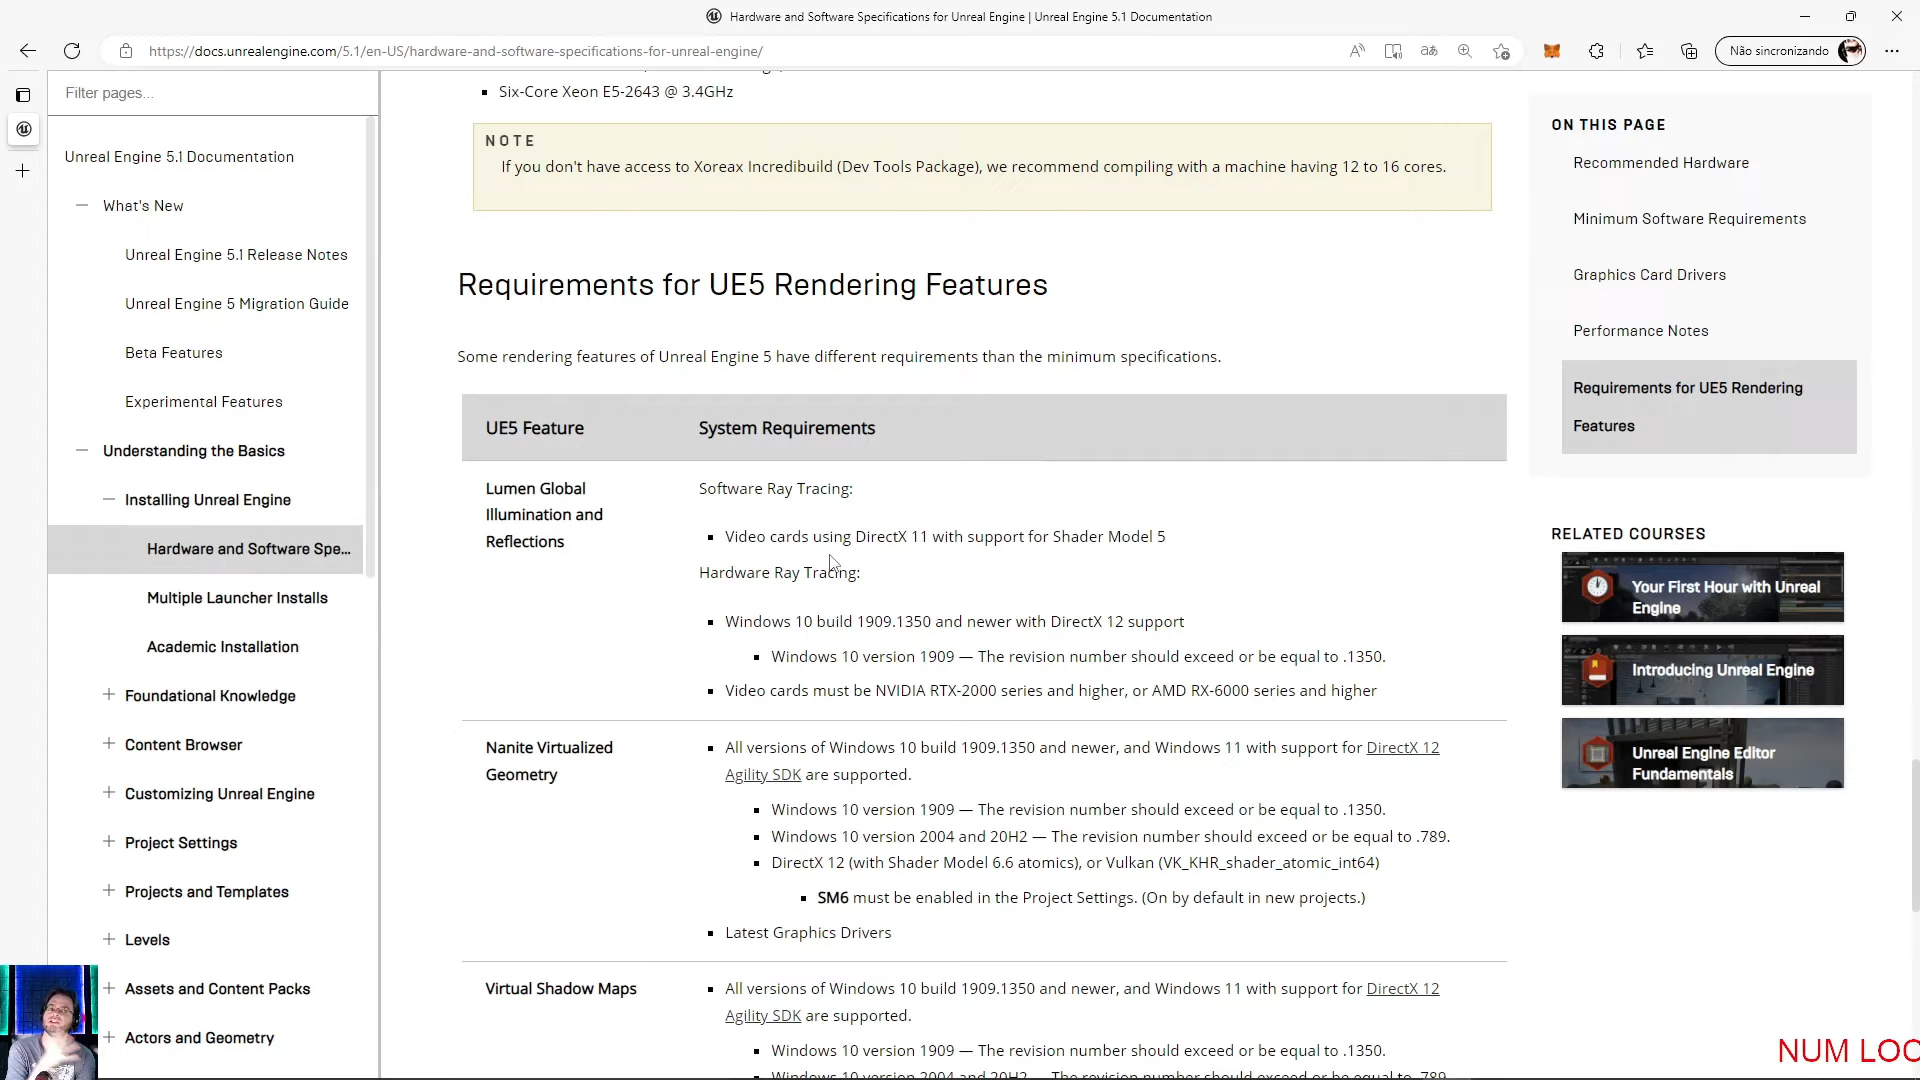 Hardware and Software Specifications for Unreal Engine | Unreal Engine 5.1 Documentation
https://docs.unrealengine.com/5.1/en-US/hardware-and-software-specifications-for-unreal-engine/
Não sincronizando
Filter pages...
Unreal Engine 5.1 Documentation
What's New
Unreal Engine 5.1 Release Notes
Unreal Engine 5 Migration Guide
Beta Features
Experimental Features
Understanding the Basics
Installing Unreal Engine
Hardware and Software Spe...
Multiple Launcher Installs
Academic Installation
Foundational Knowledge
Content Browser
Customizing Unreal Engine
Project Settings
Projects and Templates
Levels
Assets and Content Packs
Actors and Geometry
Six-Core Xeon E5-2643 @ 3.4GHz
NOTE
If you don't have access to Xoreax Incredibuild (Dev Tools Package), we recommend compiling with a machine having 12 to 16 cores.
Requirements for UE5 Rendering Features
Some rendering features of Unreal Engine 5 have different requirements than the minimum specifications.
UE5 Feature System Requirements
Lumen Global
Illumination and
Reflections
Software Ray Tracing:
Video cards using DirectX 11 with support for Shader Model 5
Hardware Ray Tracing:
Windows 10 build 1909.1350 and newer with DirectX 12 support
Windows 10 version 1909 — The revision number should exceed or be equal to .1350.
Video cards must be NVIDIA RTX-2000 series and higher, or AMD RX-6000 series and higher
Nanite Virtualized
Geometry
All versions of Windows 10 build 1909.1350 and newer, and Windows 11 with support for DirectX 12
Agility SDK are supported.
Windows 10 version 1909 — The revision number should exceed or be equal to .1350.
Windows 10 version 2004 and 20H2 — The revision number should exceed or be equal to .789.
DirectX 12 (with Shader Model 6.6 atomics), or Vulkan (VK_KHR_shader_atomic_int64)
SM6 must be enabled in the Project Settings. (On by default in new projects.)
Latest Graphics Drivers
Virtual Shadow Maps
All versions of Windows 10 build 1909.1350 and newer, and Windows 11 with support for DirectX 12
Agility SDK are supported.
Windows 10 version 1909 — The revision number should exceed or be equal to .1350.
Windows 10 version 2004 and 20H2 — The revision number should exceed or be equal to .789.
ON THIS PAGE
Recommended Hardware
Minimum Software Requirements
Graphics Card Drivers
Performance Notes
Requirements for UE5 Rendering
Features
RELATED COURSES
Your First Hour with Unreal
Engine
Introducing Unreal Engine
Unreal Engine Editor
Fundamentals
NUM LOC